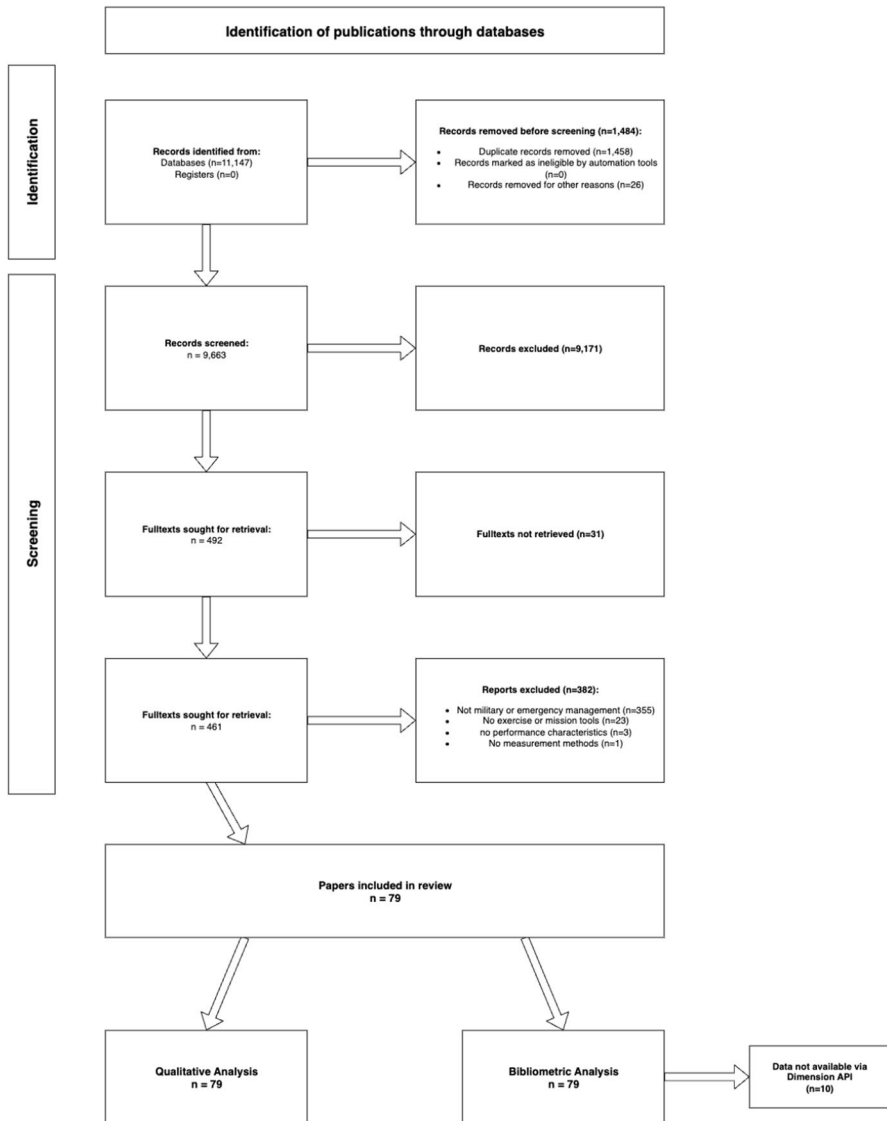 Identification of publications through databases
Identification
Records identified from:
Databases (n=11,147)
Registers (n=0)
Records removed before screening (n=1,484):
• Duplicate records removed (n=1,458)
• Records marked as ineligible by automation tools
(n=0)
• Records removed for other reasons (n=26)
Screening
Records screened:
n = 9,663
Records excluded (n=9,171)
Fulltexts sought for retrieval:
n = 492
Fulltexts not retrieved (n=31)
Fulltexts sought for retrieval:
n = 461
Reports excluded (n=382):
• Not military or emergency management (n=355)
• No exercise or mission tools (n=23)
• no performance characteristics (n=3)
• No measurement methods (n=1)
Papers included in review
n = 79
Qualitative Analysis
n = 79
Bibliometric Analysis
n = 79
Data not available via
Dimension API
(n=10)